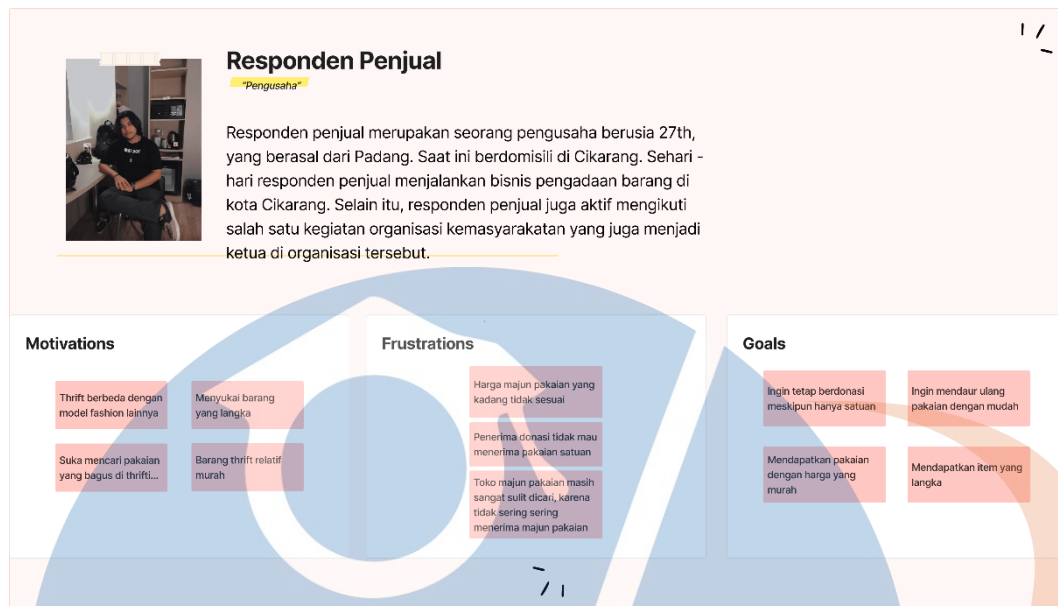 Responden Penjual
"Pengusaha"
Responden penjual merupakan seorang pengusaha berusia 27th,
yang berasal dari Padang. Saat ini berdomisili di Cikarang. Sehari -
hari responden penjual menjalankan bisnis pengadaan barang di
kota Cikarang. Selain itu, responden penjual juga aktif mengikuti
salah satu kegiatan organisasi kemasyarakatan yang juga menjadi
ketua di organisasi tersebut.
Motivations
Thrift berbeda dengan
model fashion lainnya
Menyukai barang
yang langka
Suka mencari pakaian
yang bagus di thrifti...
Barang thrift relatif
murah
Frustrations
Harga majun pakaian yang
kadang tidak sesuai
Penerima donasi tidak mau
menerima pakaian satuan
Toko majun pakaian masih
sangat sulit dicari, karena
tidak sering sering
menerima majun pakaian
Goals
Ingin tetap berdonasi
meskipun hanya satuan
Ingin mendaur ulang
pakaian dengan mudah
Mendapatkan pakaian
dengan harga yang
murah
Mendapatkan item yang
langka